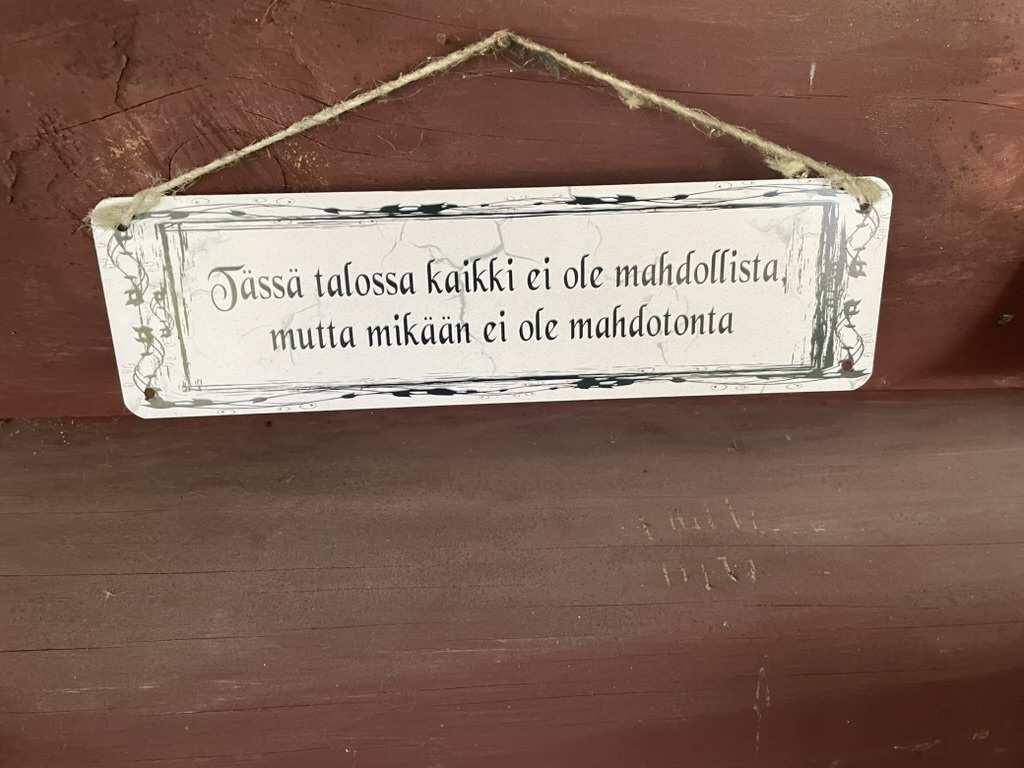 Tässä talossa kaikki ei ole mahdollista,
mutta mikään ei ole mahdotonta